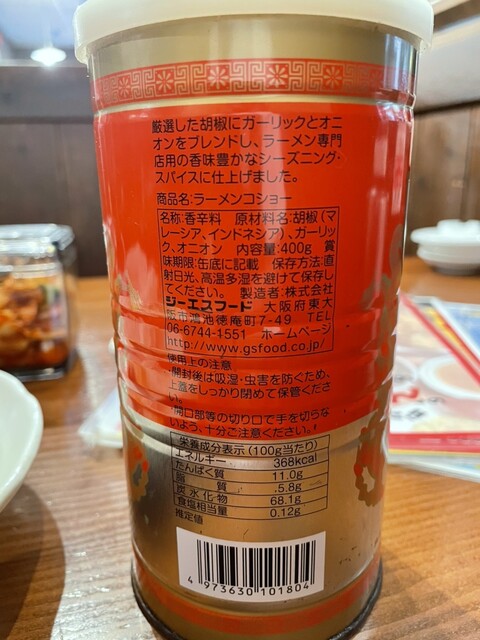 厳選した胡椒にガーリックとオニ
オンをブレンドし、ラーメン専門
店用の香味豊かなシーズニング・
スパイスに仕上げました。
商品名:ラーメンコショー
名称:香辛料 原材料名:胡椒(マ
レーシア、インドネシア)、ガーリッ
ク、オニオン 内容量:400g 賞
味期限:缶底に記載 保存方法:直
射日光、高温多湿を避けて保存し
てください。 製造者:株式会社
ジーエスフード 大阪府東大
阪市鴻池徳庵町7-49 TEL
06-6744-1551 ホームページ
http://www.gsfood.co.jp/
使用上の注意
・開封後は吸湿・虫害を防ぐため、
上蓋をしっかり閉めて保管くださ
い。
・開口部等の切り口で手を切らな
いよう、十分ご注意ください。
栄養成分表示(100g当たり)
エネルギー 368kcal
たんぱく質 11.0g
脂質 5.8g
炭水化物 68.1g
食塩相当量 0.12g
推定値
4 973630 101804